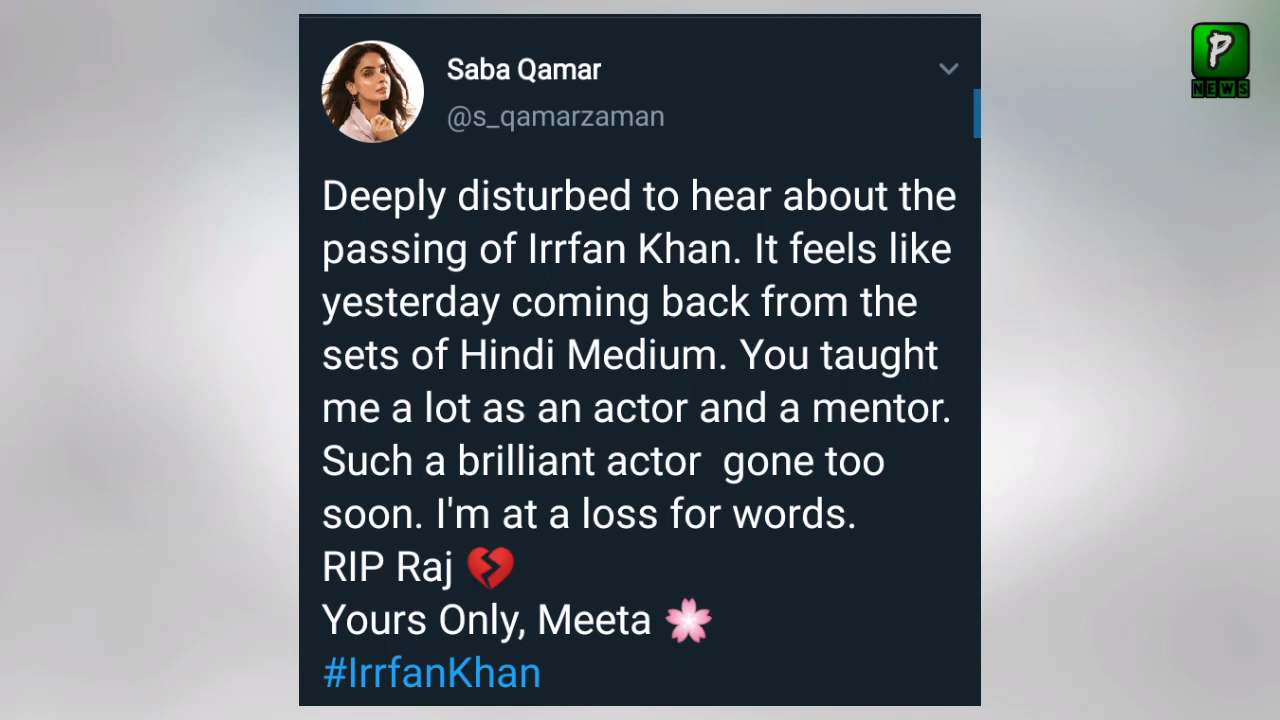 Saba Qamar
@s_qamarzaman
Deeply disturbed to hear about the
passing of Irrfan Khan. It feels like
yesterday coming back from the
sets of Hindi Medium. You taught
me a lot as an actor and a mentor.
Such a brilliant actor  gone too
soon. I'm at a loss for words.
RIP Raj 💔
Yours Only, Meeta 🌸
#IrrfanKhan
P
NEWS